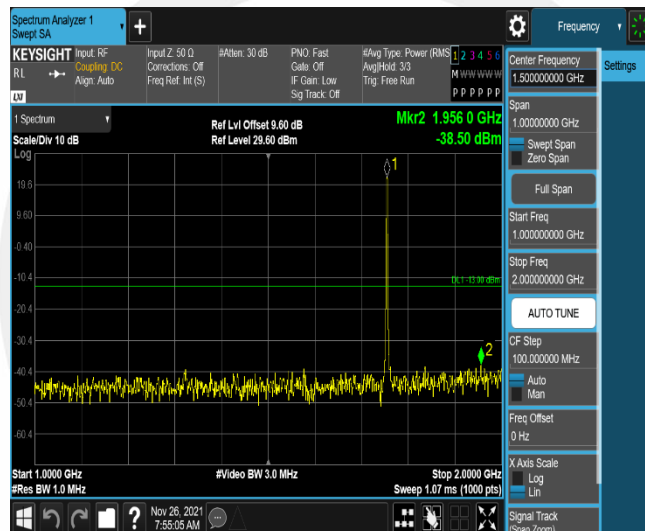 Spectrum Analyzer 1
Swept SA
Frequency
KEYSIGHT
RL
LXI
Input: RF
Coupling: DC
Align: Auto
Input Z: 50 Ω
Corrections: Off
Freq Ref: Int (S)
#Atten: 30 dB
PNO: Fast
Gate: Off
IF Gain: Low
Sig Track: Off
#Avg Type: Power (RMS
Avg|Hold: 3/3
Trig: Free Run
1 2 3 4 5 6
M W W W W W
P P P P P P
1 Spectrum
Scale/Div 10 dB
Log
Ref Lvl Offset 9.60 dB
Ref Level 29.60 dBm
Mkr2 1.956 0 GHz
-38.50 dBm
1
19.6
9.60
-0.40
-10.4
DL1 -13.00 dBm
-20.4
-30.4
2
-40.4
-50.4
-60.4
Start 1.0000 GHz
#Res BW 1.0 MHz
#Video BW 3.0 MHz
Stop 2.0000 GHz
Sweep 1.07 ms (1000 pts)
Nov 26, 2021
7:55:05 AM
Center Frequency
1.500000000 GHz
Settings
Span
1.00000000 GHz
Swept Span
Zero Span
Full Span
Start Freq
1.000000000 GHz
Stop Freq
2.000000000 GHz
AUTO TUNE
CF Step
100.000000 MHz
Auto
Man
Freq Offset
0 Hz
X Axis Scale
Log
Lin
Signal Track
(Span Zoom)